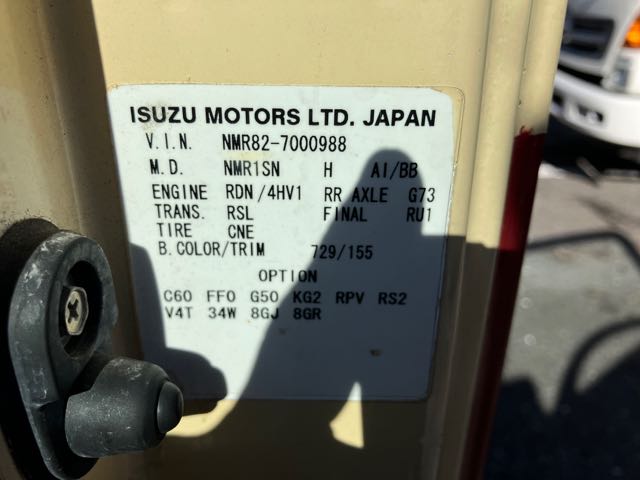 ISUZU MOTORS LTD. JAPAN
V.I.N. NMR82-7000988
M.D. NMR1SN H AI/BB
ENGINE RDN/4HV1 RR AXLE G73
TRANS. RSL FINAL RU1
TIRE CNE
B.COLOR/TRIM 729/155
OPTION
C60 FF0 G50 KG2 RPV RS2
V4T 34W 8GJ 8GR